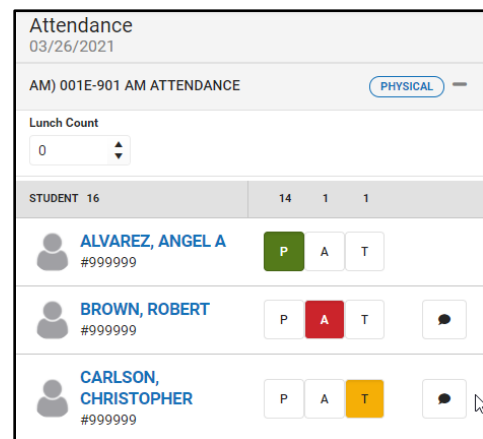 Attendance
03/26/2021
AM) 001E-901 AM ATTENDANCE PHYSICAL
Lunch Count
0
STUDENT 16 14 1 1
ALVAREZ, ANGEL A
#999999
P A T
BROWN, ROBERT
#999999
P A T
CARLSON,
CHRISTOPHER
#999999
P A T